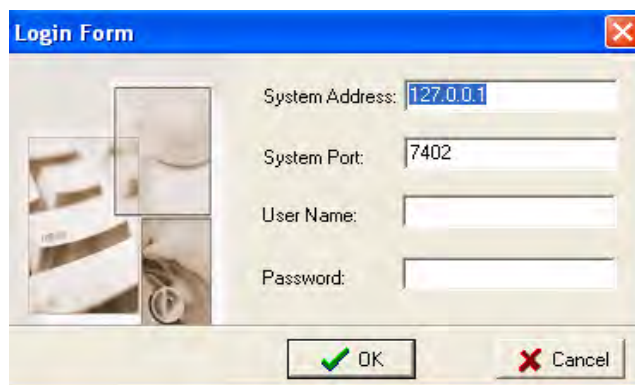 Login Form
System Address: 127.0.0.1
System Port: 7402
User Name:
Password:
OK
Cancel